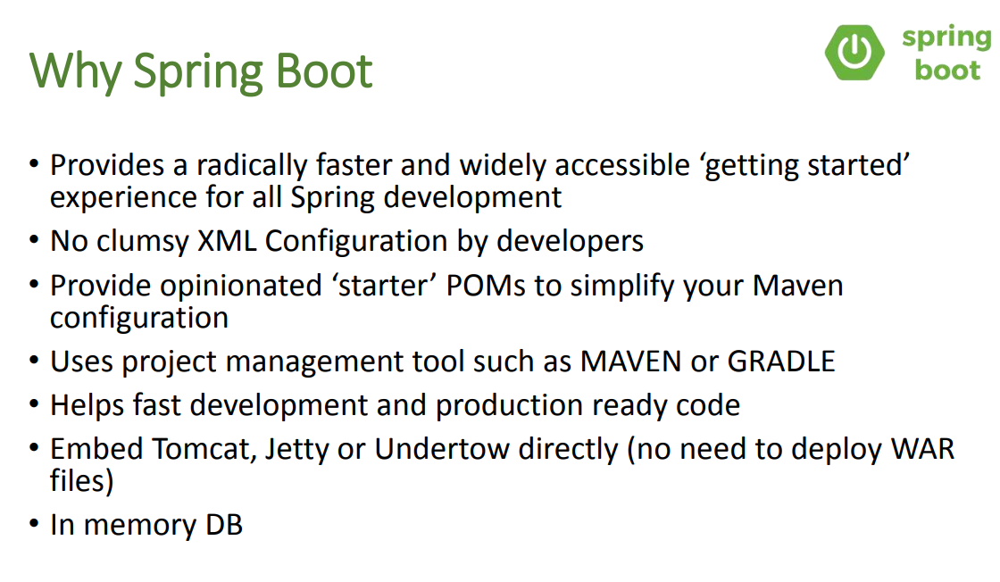 spring
boot
Why Spring Boot
• Provides a radically faster and widely accessible ‘getting started’
experience for all Spring development
• No clumsy XML Configuration by developers
• Provide opinionated ‘starter’ POMs to simplify your Maven
configuration
• Uses project management tool such as MAVEN or GRADLE
• Helps fast development and production ready code
• Embed Tomcat, Jetty or Undertow directly (no need to deploy WAR
files)
• In memory DB